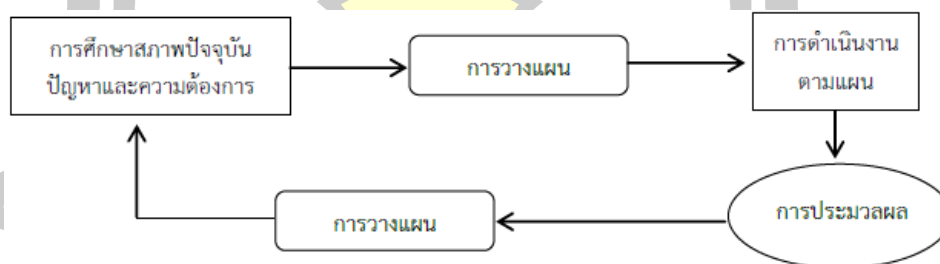 การศึกษาสภาพปัจจุบัน
ปัญหาและความต้องการ
การวางแผน
การดำเนินงาน
ตามแผน
การวางแผน
การประมวลผล